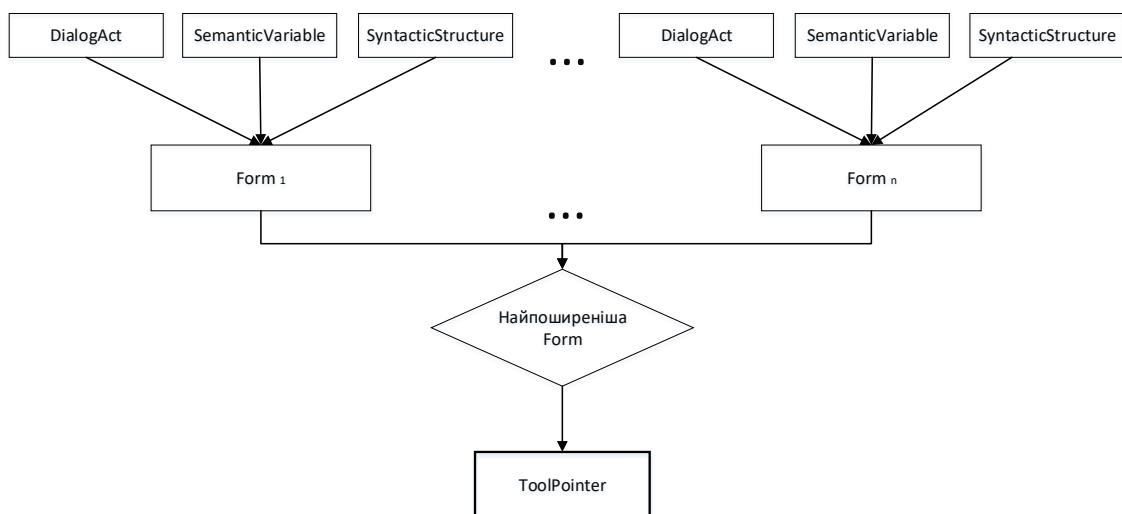 DialogAct
SemanticVariable
SyntacticStructure
...
DialogAct
SemanticVariable
SyntacticStructure
Form 1
...
Form n
Найпоширеніша
Form
ToolPointer